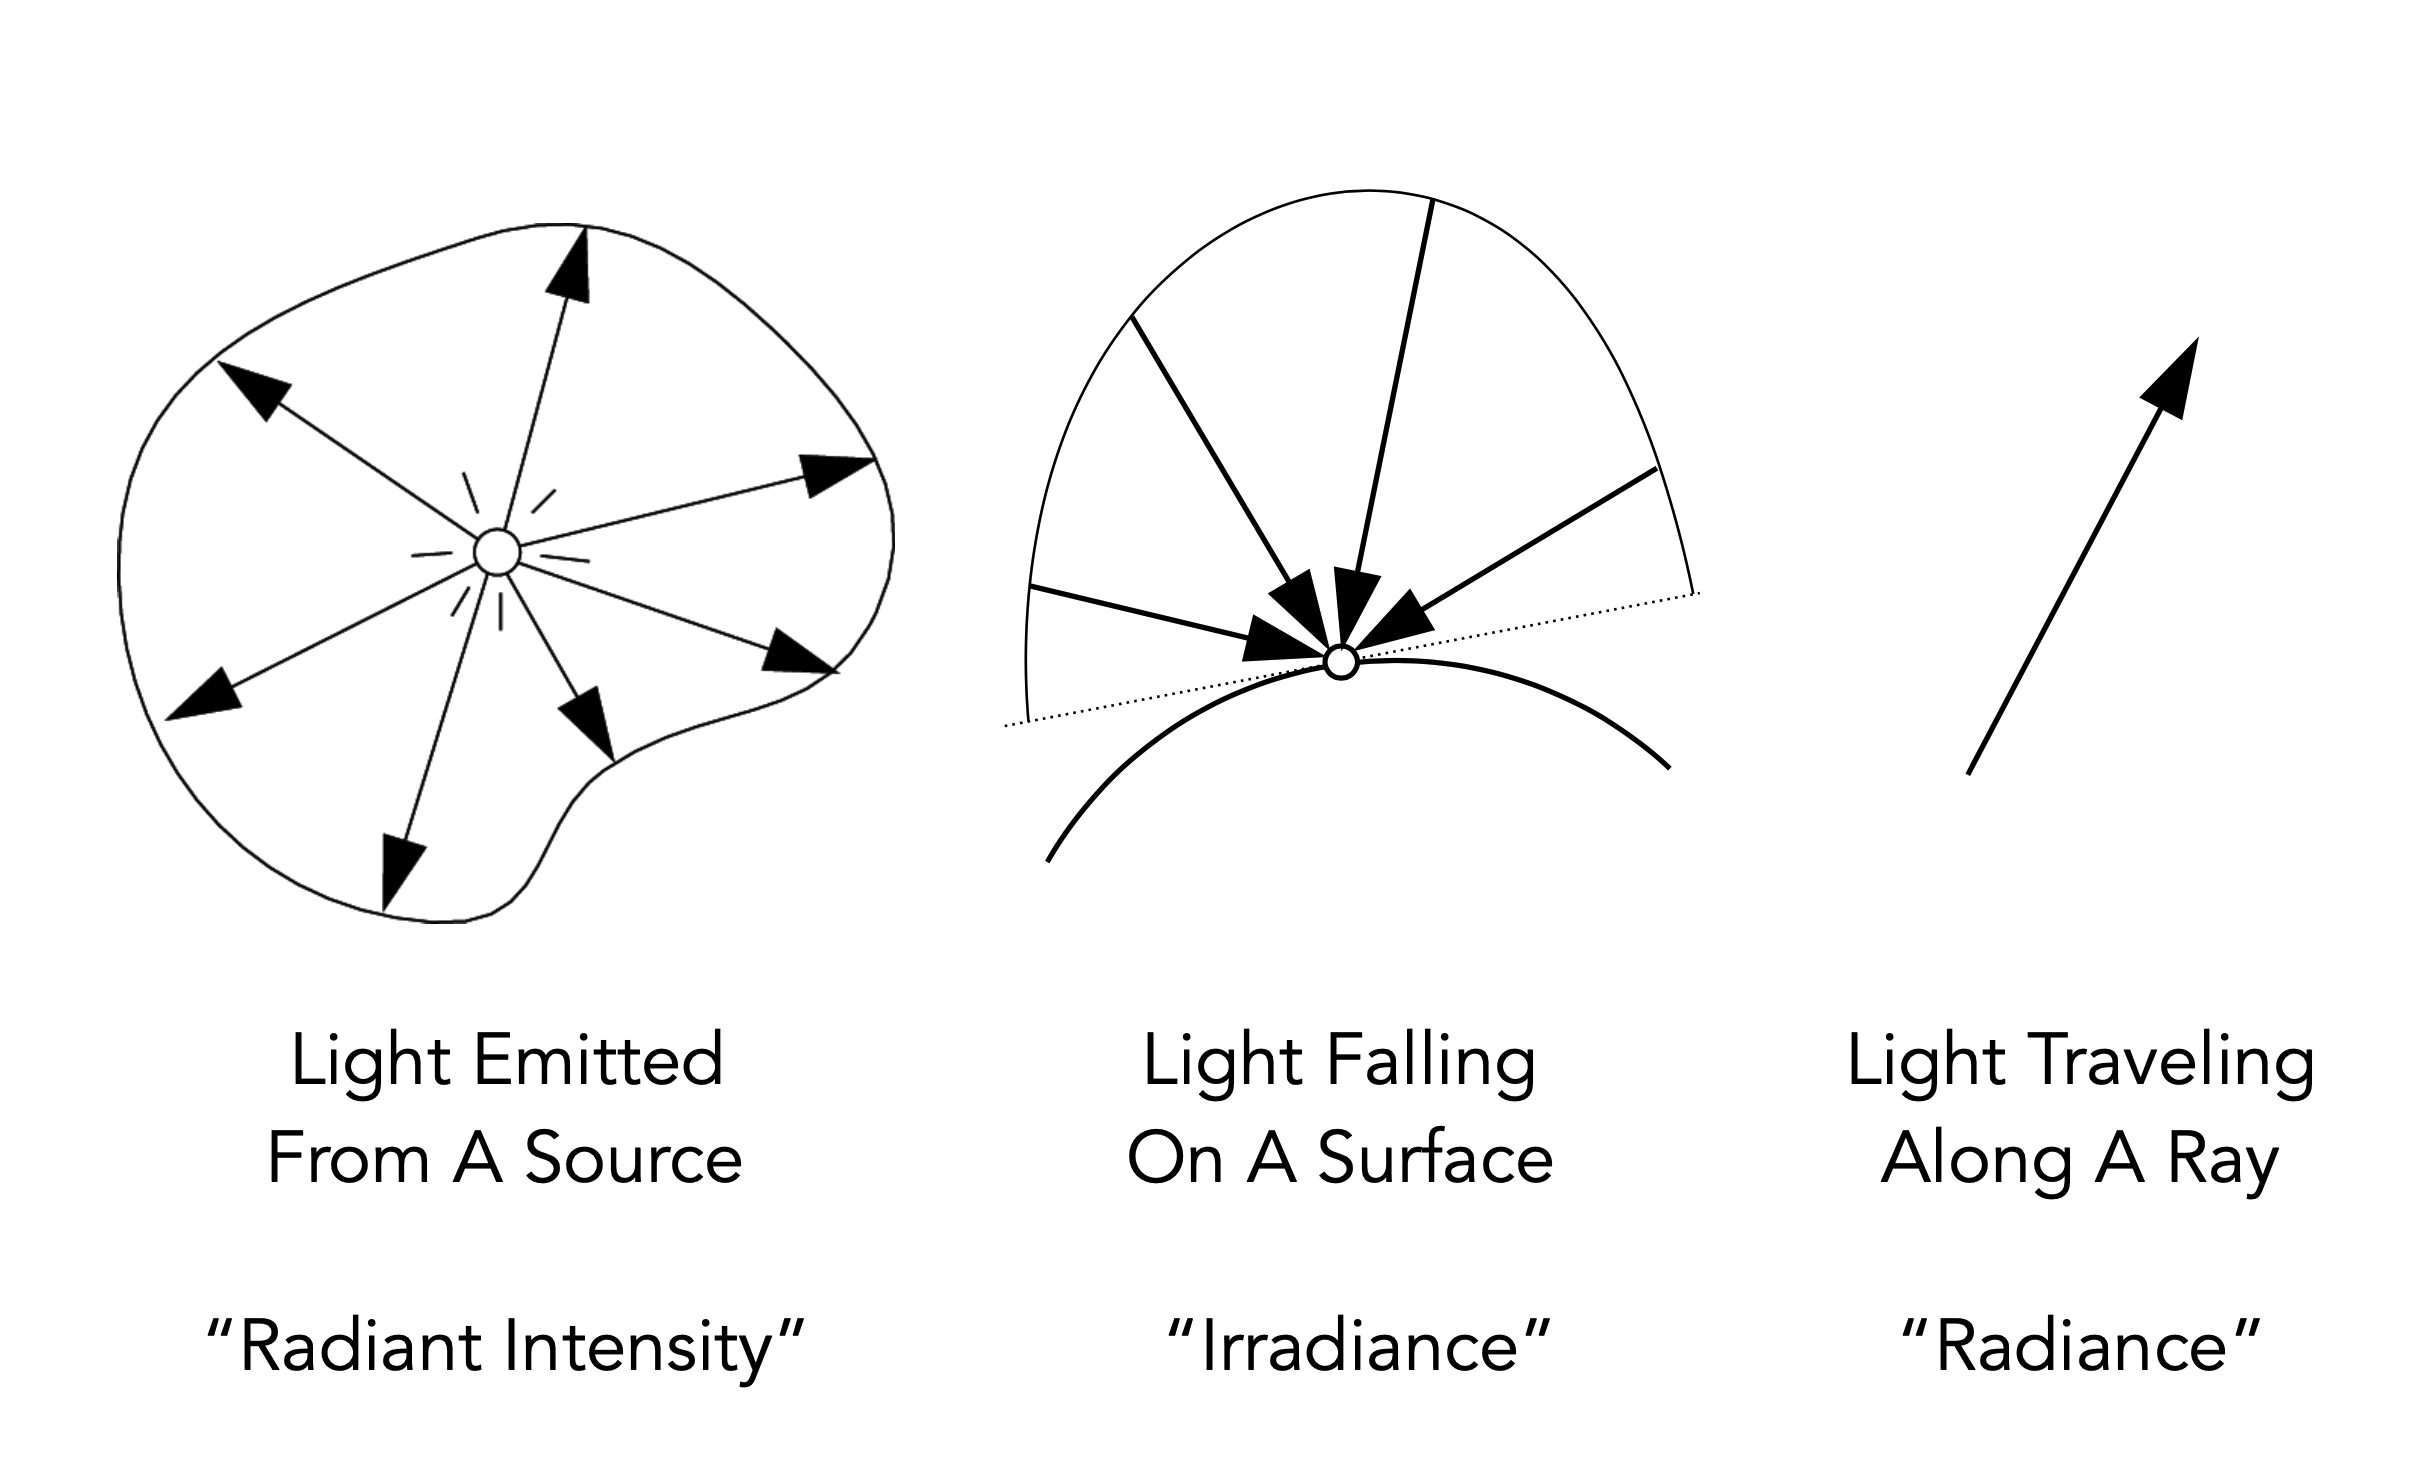 Light Emitted
From A Source
"Radiant Intensity"
Light Falling
On A Surface
"Irradiance"
Light Traveling
Along A Ray
"Radiance"